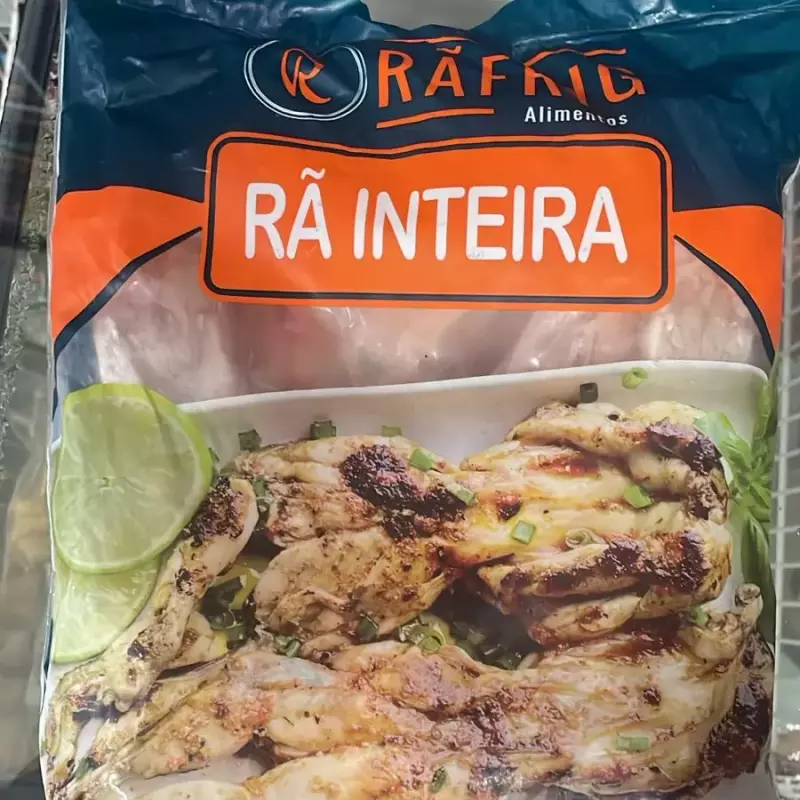 R RÃFRIG
Alimentos
RÃ INTEIRA